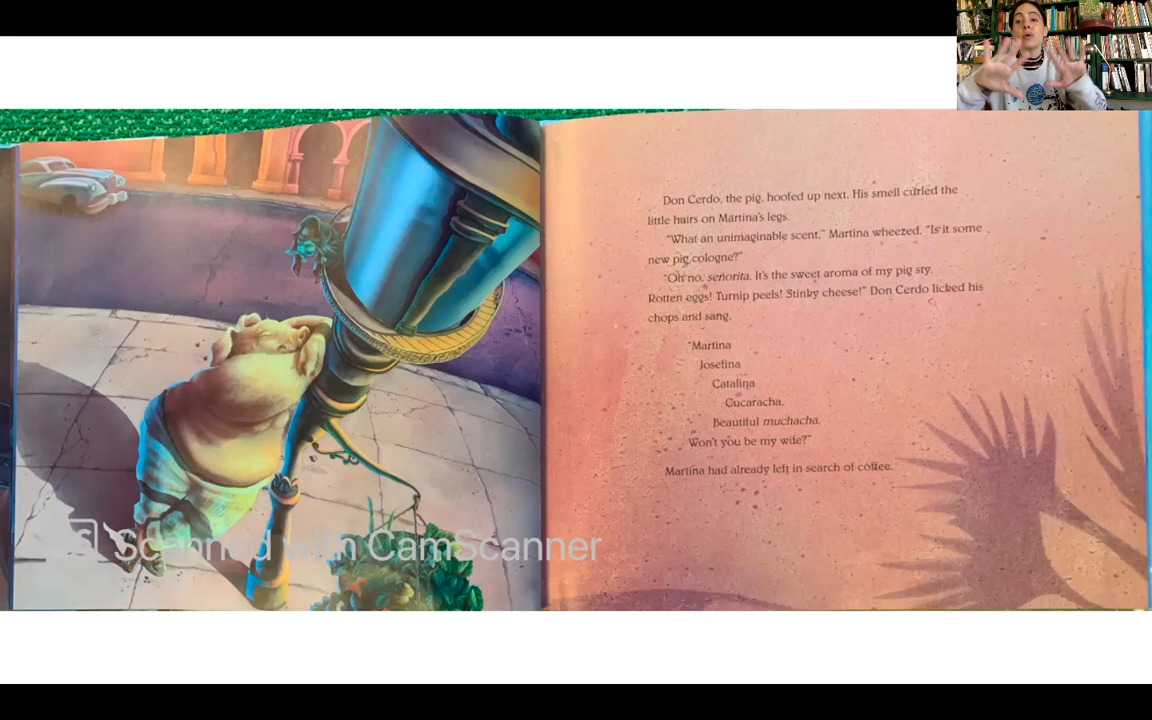 Don Cerdo, the pig, hoofed up next. His smell curled the
little hairs on Martina's legs.
"What an unimaginable scent," Martina wheezed. "Is it some
new pig cologne?"
"Oh no, señorita. It's the sweet aroma of my pig sty.
Rotten eggs! Turnip peels! Stinky cheese!" Don Cerdo licked his
chops and sang,
"Martina
Josefina
Catalina
Cucaracha,
Beautiful muchacha,
Won't you be my wife?"
Martina had already left in search of coffee.
CS Scanned with CamScanner